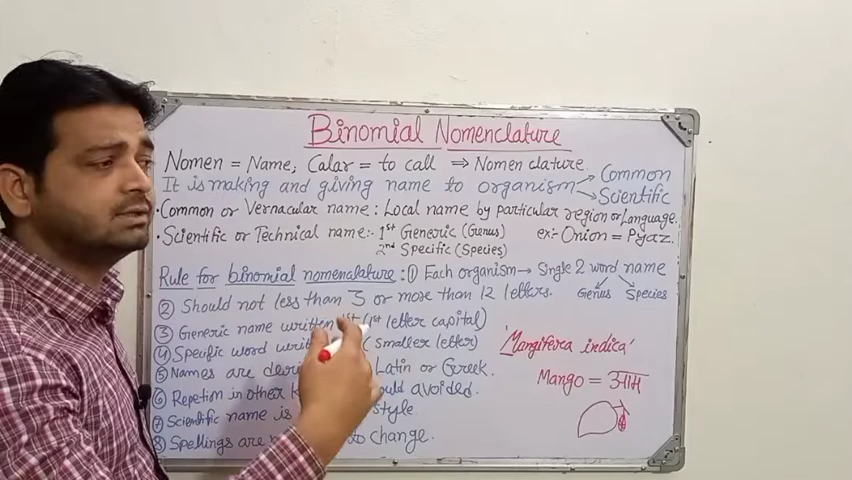 Binomial Nomenclature
Nomen = Name, Calar = to call ⇒ Nomenclature.
It is making and giving name to organism Common
Scientific
• Common or Vernacular name : Local name by particular region or Language.
• Scientific or Technical name:- 1st Generic (Genus) ex:- Onion = Pyaz.
2nd Specific (Species)
Rule for binomial nomenclature : ① Each organism → Single 2 word name
Genus Species
② Should not less than 3 or more than 12 letters.
③ Generic name written 1st (1st letter capital)
④ Specific word (smaller letter)
'Mangifera indica'
⑤ Names are Latin or Greek.
Mango = आम
⑥ Repetion in other avoided.
⑦ Scientific name is style.
⑧ Spellings are to change.